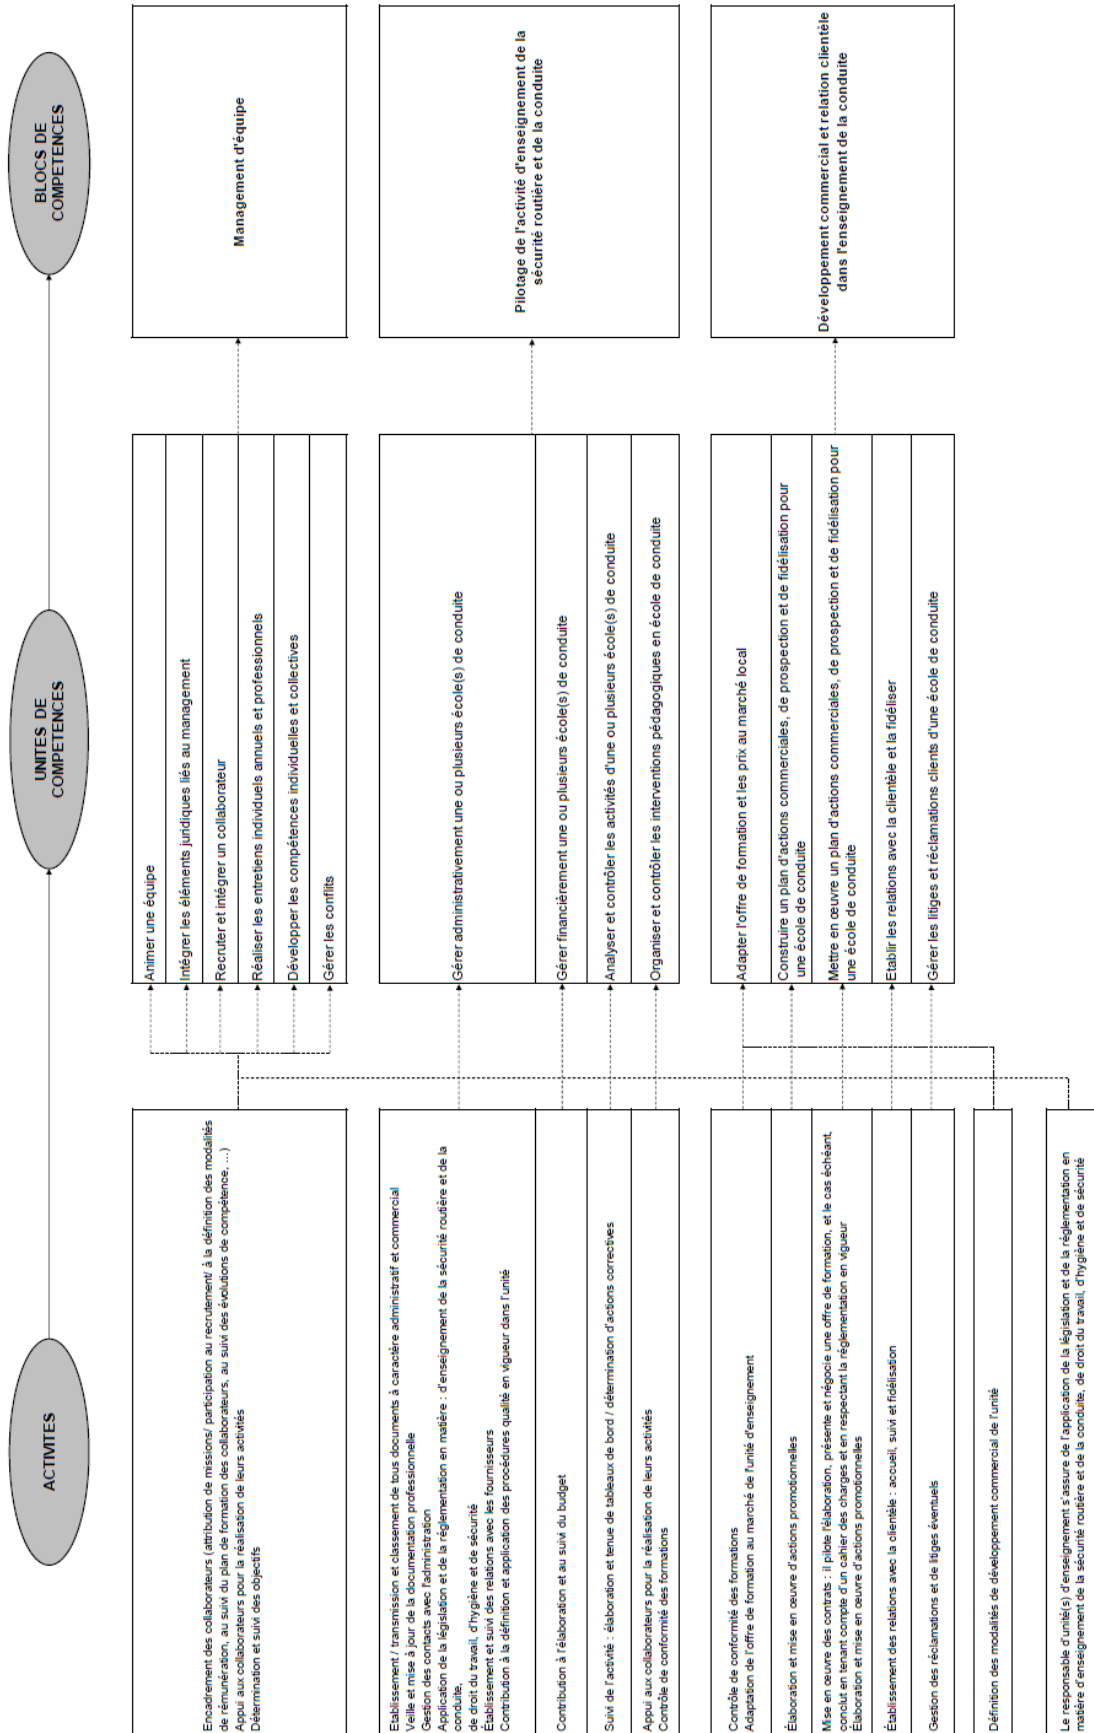 ACTIVITES
UNITES DE
COMPETENCES
BLOCS DE
COMPETENCES
Encadrement des collaborateurs (attribution de missions/ participation au recrutement/ à la définition des modalités
de rémunération, au suivi du plan de formation des collaborateurs, au suivi des évolutions de compétence, ...)
Appui aux collaborateurs pour la réalisation de leurs activités
Détermination et suivi des objectifs
Animer une équipe
Intégrer les éléments juridiques liés au management
Recruter et intégrer un collaborateur
Réaliser les entretiens individuels annuels et professionnels
Développer les compétences individuelles et collectives
Gérer les conflits
Management d'équipe
Etablissement / transmission et classement de tous documents à caractère administratif et commercial
Veille et mise à jour de la documentation professionnelle
Gestion des contacts avec l'administration
Application de la législation et de la réglementation en matière : d'enseignement de la sécurité routière et de la
conduite,
de droit du travail, d'hygiène et de sécurité
Établissement et suivi des relations avec les fournisseurs
Contribution à la définition et application des procédures qualité en vigueur dans l'unité
Contribution à l'élaboration et au suivi du budget
Suivi de l'activité : élaboration et tenue de tableaux de bord / détermination d'actions correctives
Appui aux collaborateurs pour la réalisation de leurs activités
Contrôle de conformité des formations
Gérer administrativement une ou plusieurs école(s) de conduite
Gérer financièrement une ou plusieurs école(s) de conduite
Analyser et contrôler les activités d'une ou plusieurs école(s) de conduite
Organiser et contrôler les interventions pédagogiques en école de conduite
Pilotage de l'activité d'enseignement de la
sécurité routière et de la conduite
Contrôle de conformité des formations
Adaptation de l'offre de formation au marché de l'unité d'enseignement
Élaboration et mise en œuvre d'actions promotionnelles
Mise en œuvre des contrats : il pilote l'élaboration, présente et négocie une offre de formation, et le cas échéant,
conclut en tenant compte d'un cahier des charges et en respectant la réglementation en vigueur
Élaboration et mise en œuvre d'actions promotionnelles
Établissement des relations avec la clientèle : accueil, suivi et fidélisation
Gestion des réclamations et de litiges éventuels
Adapter l'offre de formation et les prix au marché local
Construire un plan d'actions commerciales, de prospection et de fidélisation pour
une école de conduite
Mettre en œuvre un plan d'actions commerciales, de prospection et de fidélisation pour
une école de conduite
Etablir les relations avec la clientèle et la fidéliser
Gérer les litiges et réclamations clients d'une école de conduite
Développement commercial et relation clientèle
dans l'enseignement de la conduite
Définition des modalités de développement commercial de l'unité
Le responsable d'unité(s) d'enseignement s'assure de l'application de la législation et de la réglementation en
matière d'enseignement de la sécurité routière et de la conduite, de droit du travail, d'hygiène et de sécurité